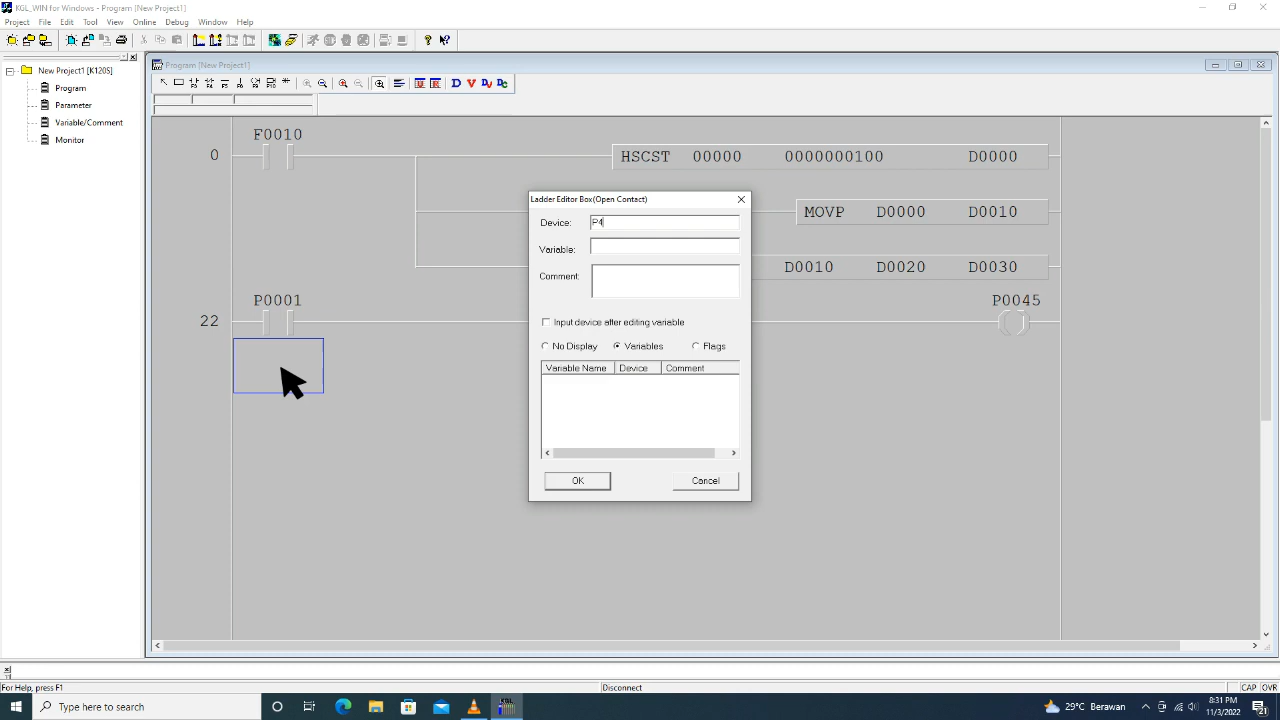 KGL_WIN for Windows - Program [New Project1]
Project File Edit Tool View Online Debug Window Help
New Project1 [K120S]
Program
Parameter
Variable/Comment
Monitor
Program [New Project1]
F0010
0
HSCST 00000 0000000100 D0000
MOVP D0000 D0010
D0010 D0020 D0030
P0001
P0045
22
Ladder Editor Box(Open Contact)
Device: P4
Variable:
Comment:
Input device after editing variable
No Display Variables Flags
Variable Name Device Comment
OK Cancel
For Help, press F1
Disconnect
CAP OVR
Type here to search
29°C Berawan
8:31 PM
11/3/2022